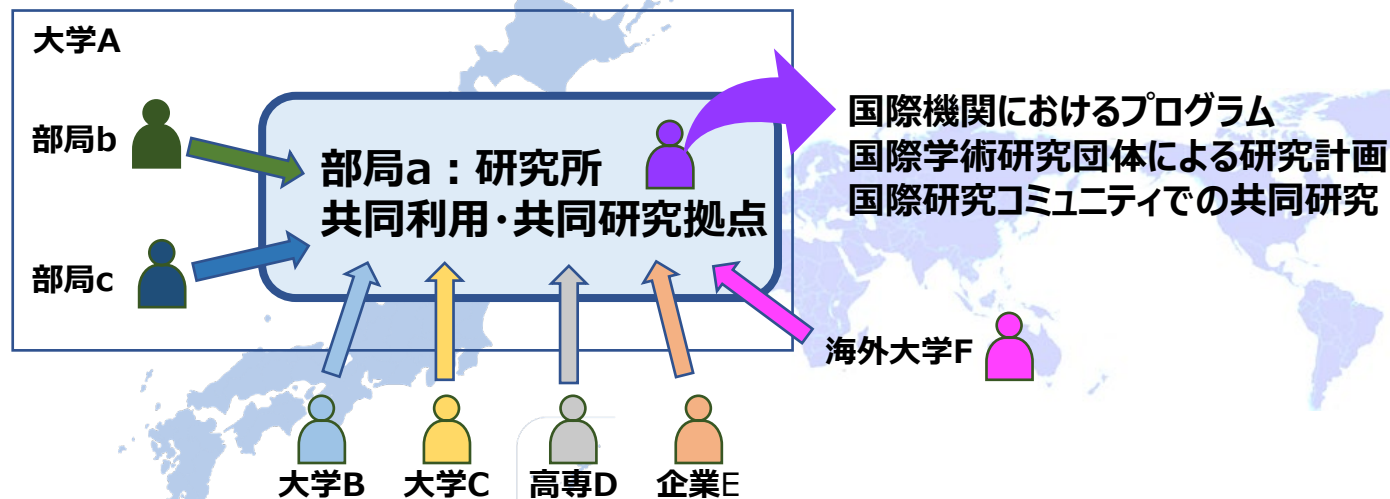 大学A
部局b
部局a：研究所
共同利用・共同研究拠点
部局c
国際機関におけるプログラム
国際学術研究団体による研究計画
国際研究コミュニティでの共同研究
海外大学F
大学B
大学C
高専D
企業E